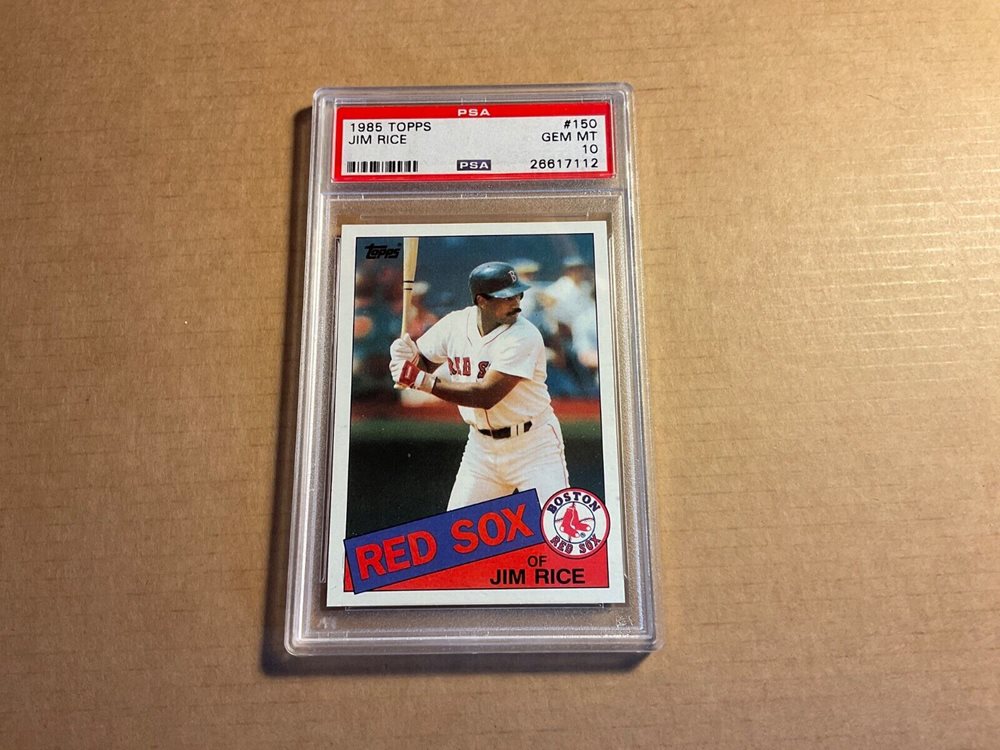 PSA
1985 TOPPS
JIM RICE
#150
GEM MT
10
PSA
26617112
Topps
B
RED S
RED SOX
BOSTON
RED SOX
OF
JIM RICE